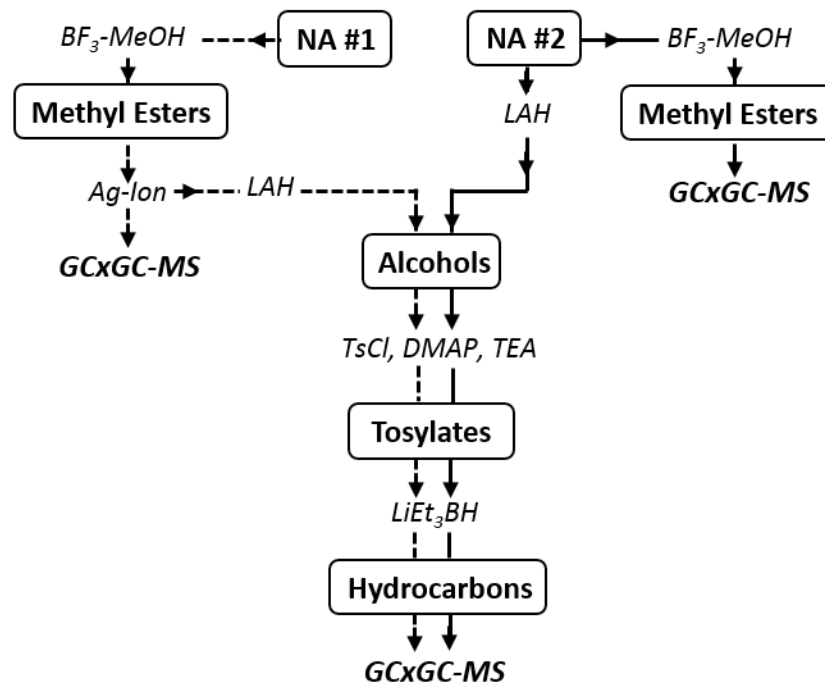 BF3-MeOH
NA #1
NA #2
BF3-MeOH
Methyl Esters
LAH
Methyl Esters
Ag-Ion
LAH
GCxGC-MS
GCxGC-MS
Alcohols
TsCl, DMAP, TEA
Tosylates
LiEt3BH
Hydrocarbons
GCxGC-MS